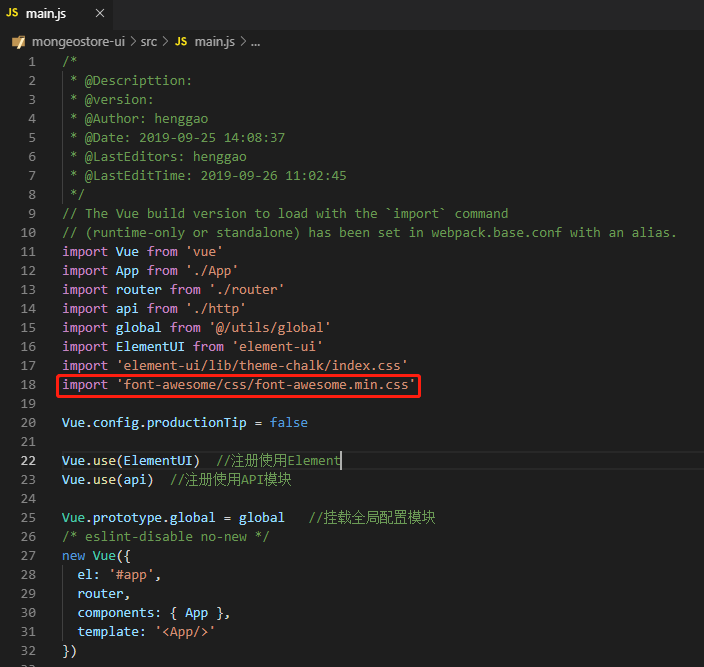 JS main.js ×
mongeostore-ui > src > JS main.js > ...
1 /*
2 * @Descripttion:
3 * @version:
4 * @Author: henggao
5 * @Date: 2019-09-25 14:08:37
6 * @LastEditors: henggao
7 * @LastEditTime: 2019-09-26 11:02:45
8 */
9 // The Vue build version to load with the `import` command
10 // (runtime-only or standalone) has been set in webpack.base.conf with an alias.
11 import Vue from 'vue'
12 import App from './App'
13 import router from './router'
14 import api from './http'
15 import global from '@/utils/global'
16 import ElementUI from 'element-ui'
17 import 'element-ui/lib/theme-chalk/index.css'
18 import 'font-awesome/css/font-awesome.min.css'
19
20 Vue.config.productionTip = false
21
22 Vue.use(ElementUI) //注册使用Element
23 Vue.use(api) //注册使用API模块
24
25 Vue.prototype.global = global //挂载全局配置模块
26 /* eslint-disable no-new */
27 new Vue({
28 el: '#app',
29 router,
30 components: { App },
31 template: '<App/>'
32 })